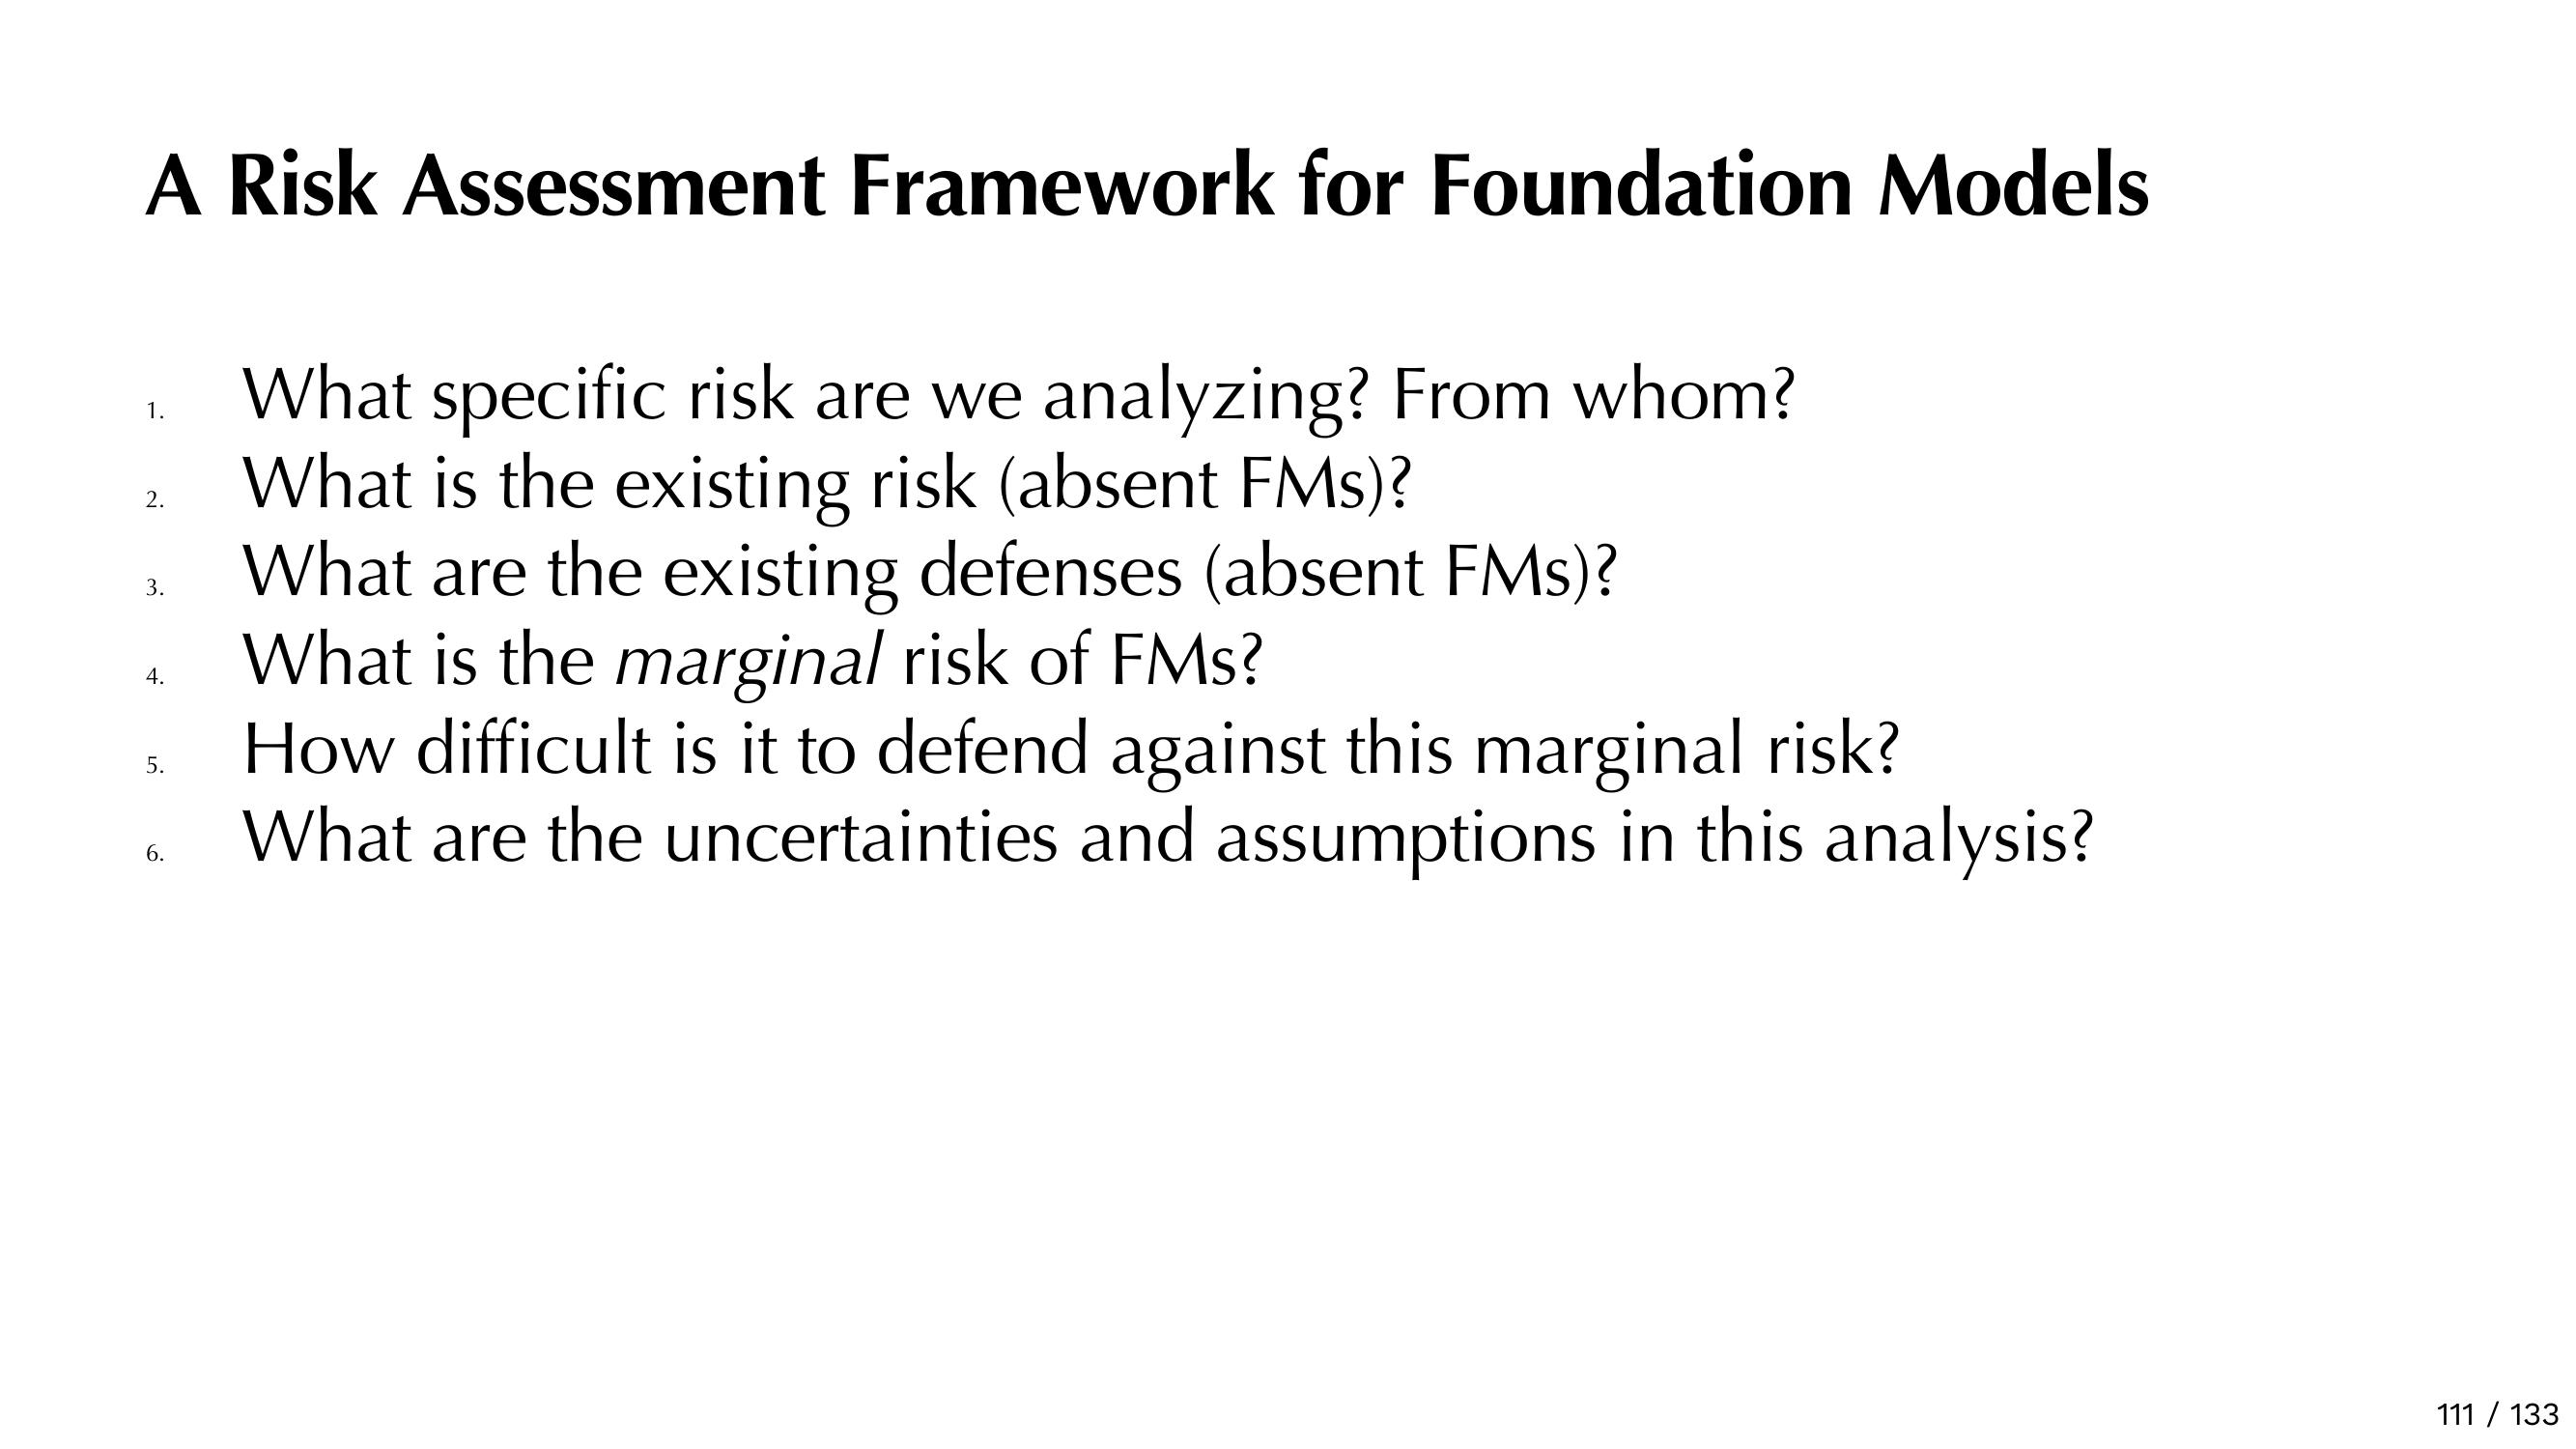 A Risk Assessment Framework for Foundation Models
1. What specific risk are we analyzing? From whom?
2. What is the existing risk (absent FMs)?
3. What are the existing defenses (absent FMs)?
4. What is the marginal risk of FMs?
5. How difficult is it to defend against this marginal risk?
6. What are the uncertainties and assumptions in this analysis?
111 / 133